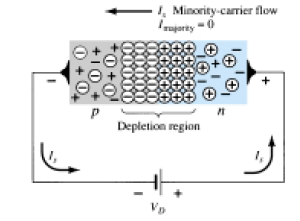 Is Minority-carrier flow
Imajority = 0
− +
p n
Depletion region
Is Is
− +
VD